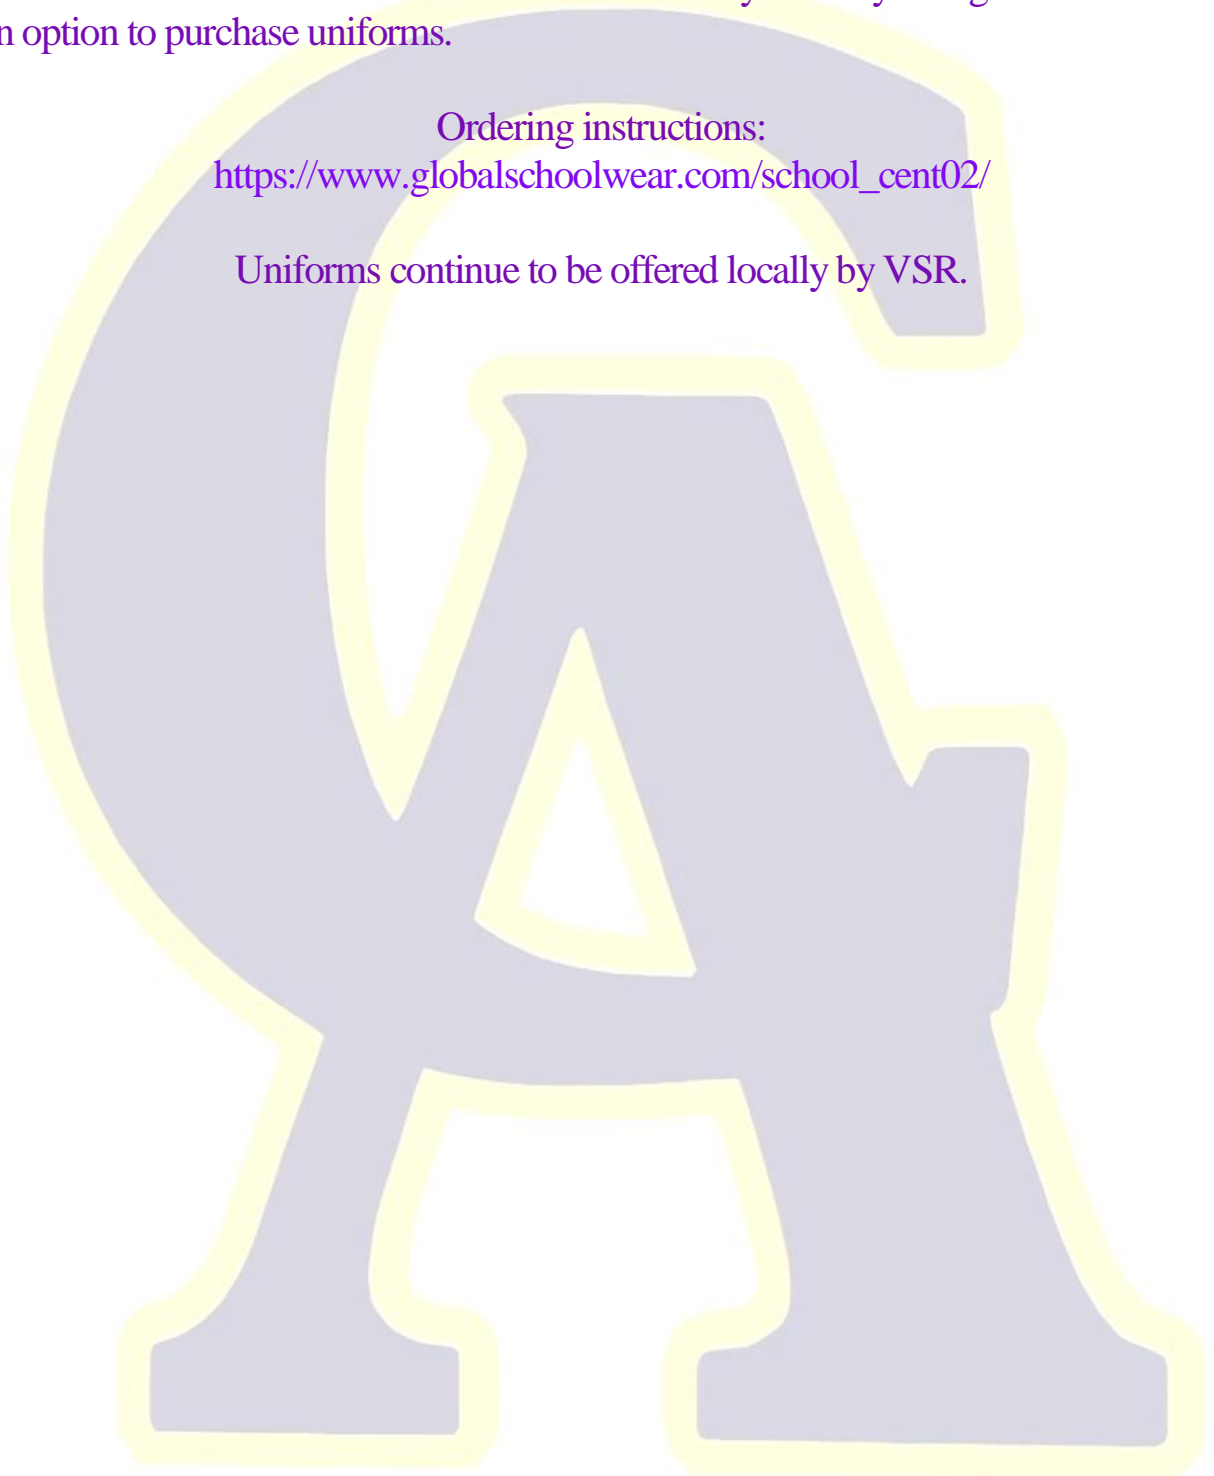 n option to purchase uniforms.
Ordering instructions:
https://www.globalschoolwear.com/school_cent02/
Uniforms continue to be offered locally by VSR.
CA